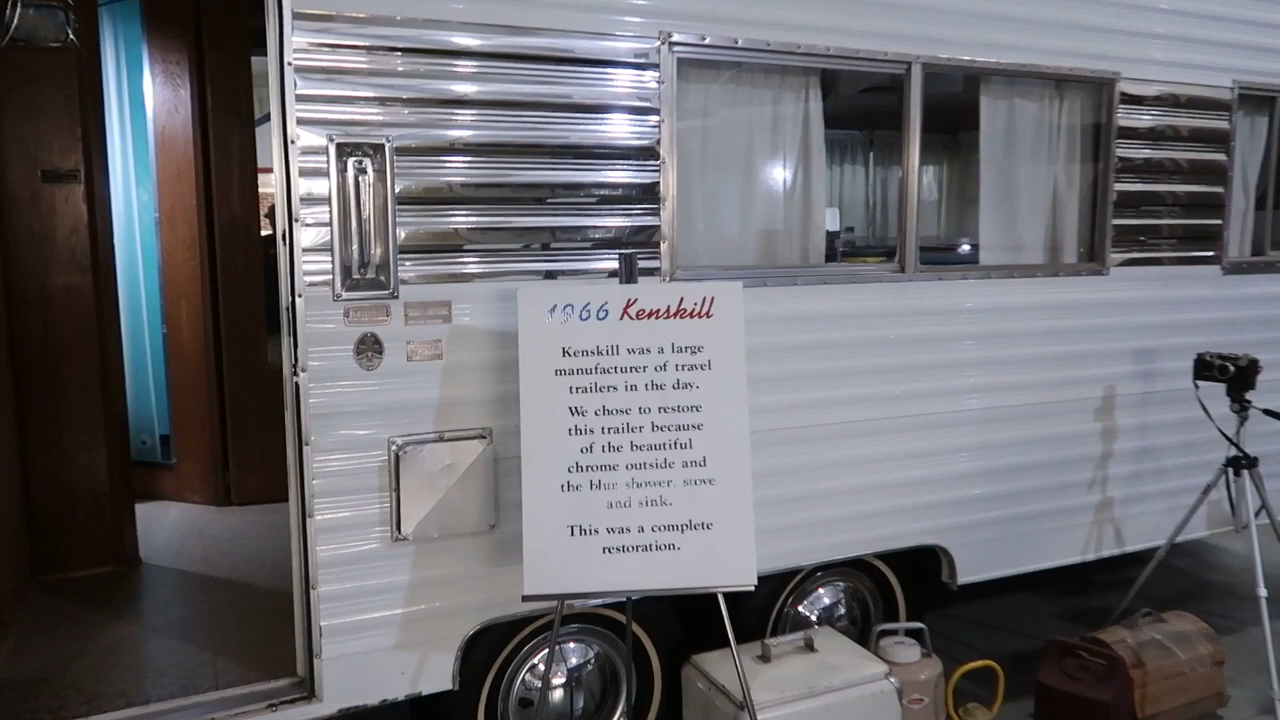 1966 Kenskill
Kenskill was a large
manufacturer of travel
trailers in the day.
We chose to restore
this trailer because
of the beautiful
chrome outside and
the blue shower, stove
and sink.
This was a complete
restoration.